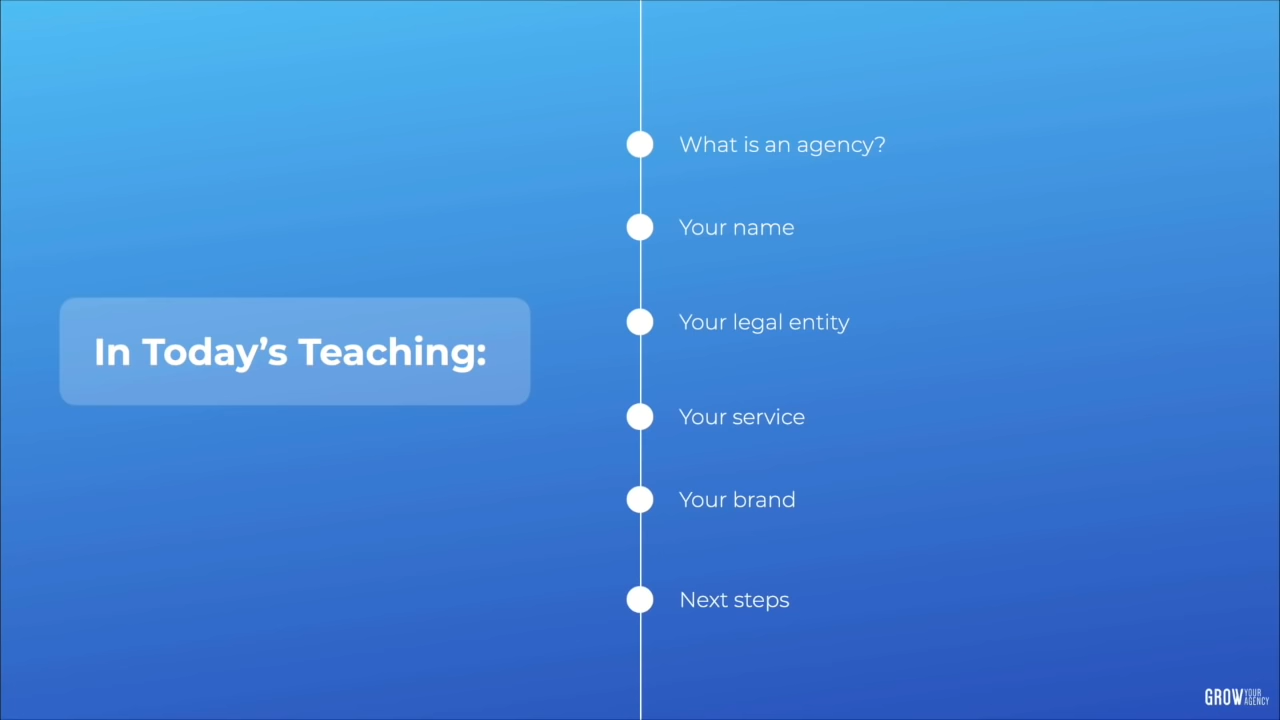 In Today’s Teaching:
What is an agency?
Your name
Your legal entity
Your service
Your brand
Next steps
GROW YOUR AGENCY